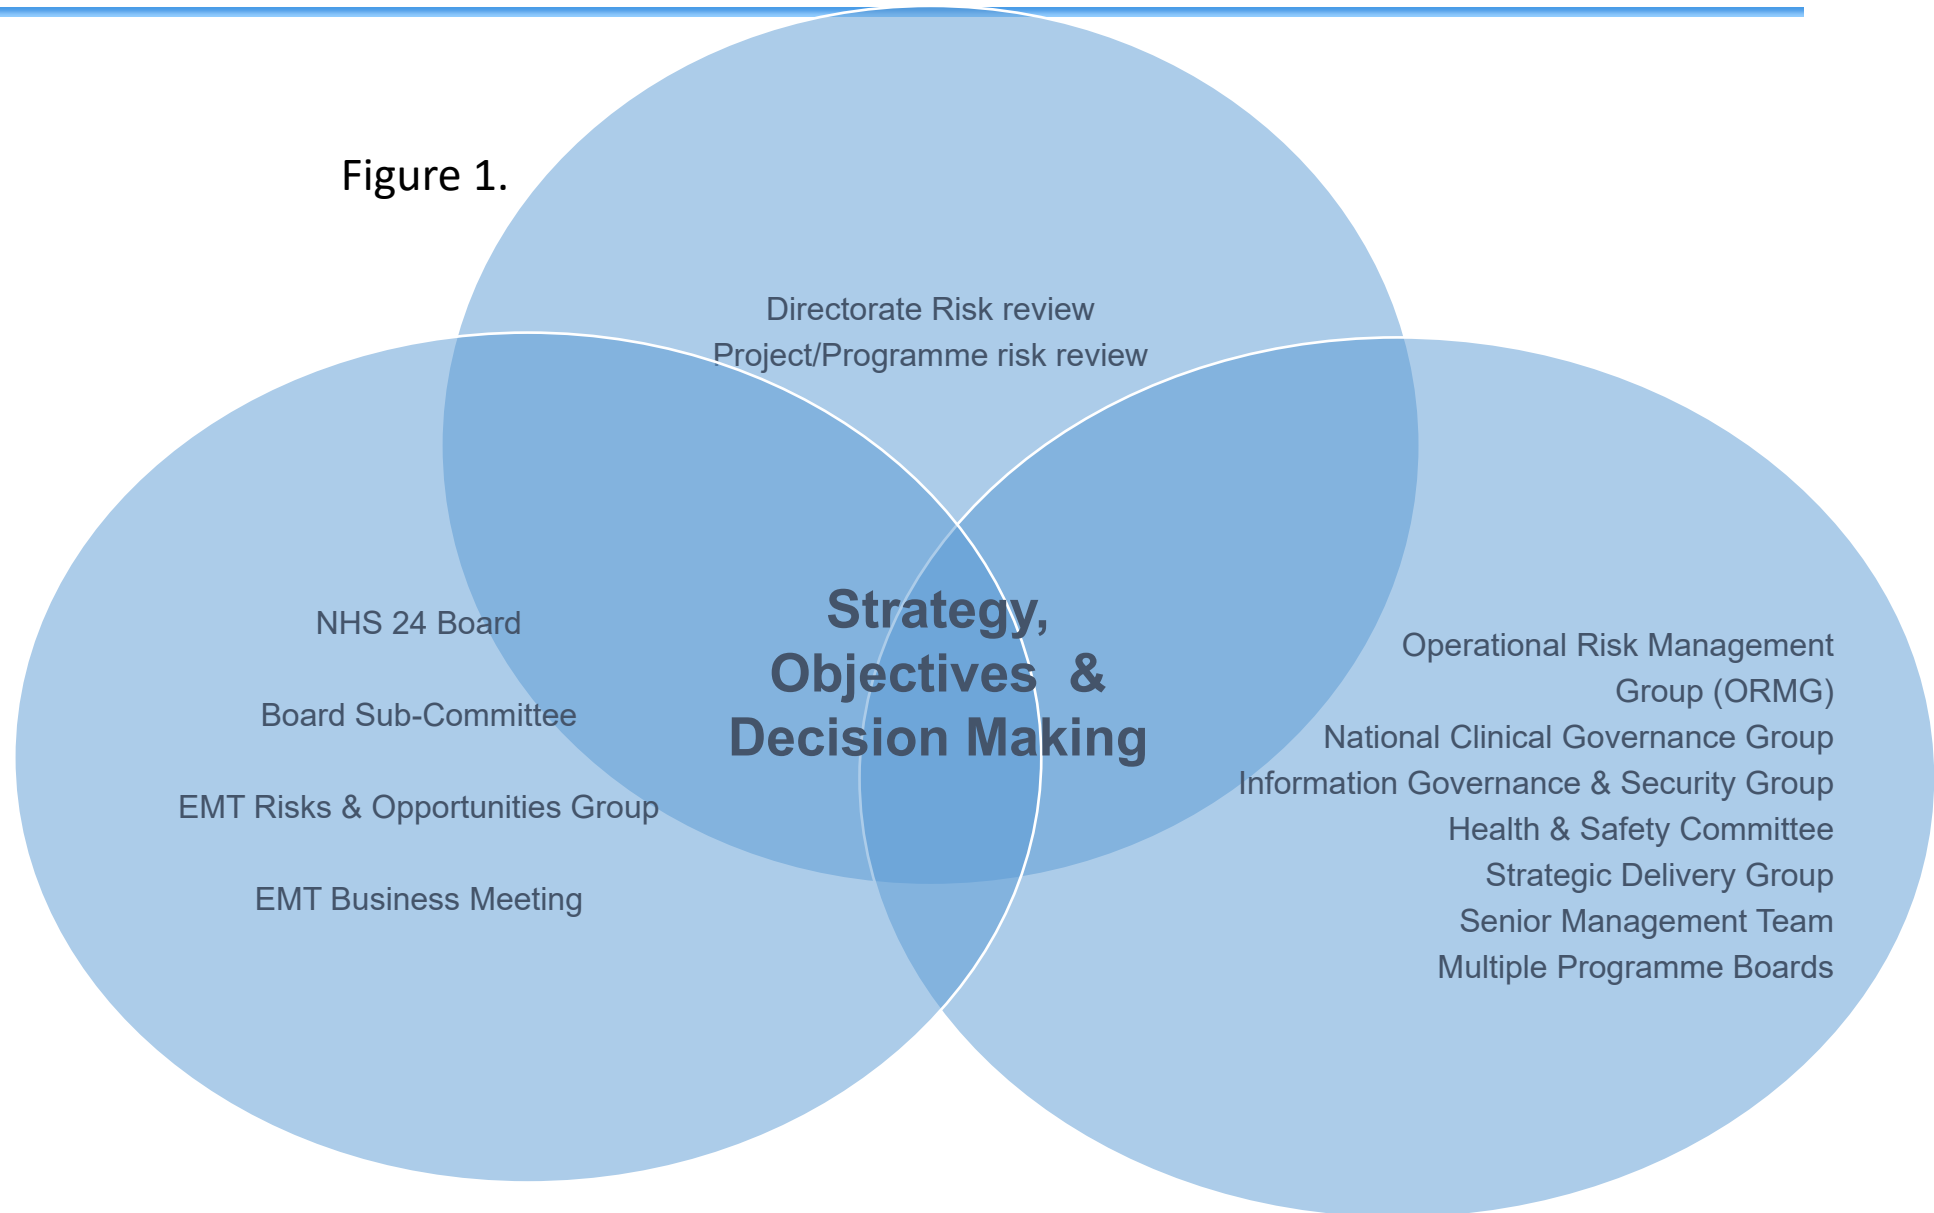 Figure 1.
Directorate Risk review
Project/Programme risk review
NHS 24 Board
Board Sub-Committee
EMT Risks & Opportunities Group
EMT Business Meeting
Strategy,
Objectives & 
Decision Making
Operational Risk Management
Group (ORMG)
National Clinical Governance Group
Information Governance & Security Group
Health & Safety Committee
Strategic Delivery Group
Senior Management Team
Multiple Programme Boards